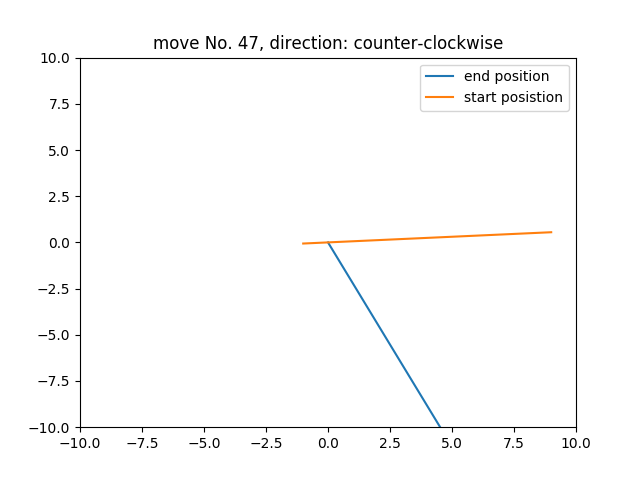 move No. 47, direction: counter-clockwise
end position
start posistion
10.0
7.5
5.0
2.5
0.0
−2.5
−5.0
−7.5
−10.0
−10.0 −7.5 −5.0 −2.5 0.0 2.5 5.0 7.5 10.0